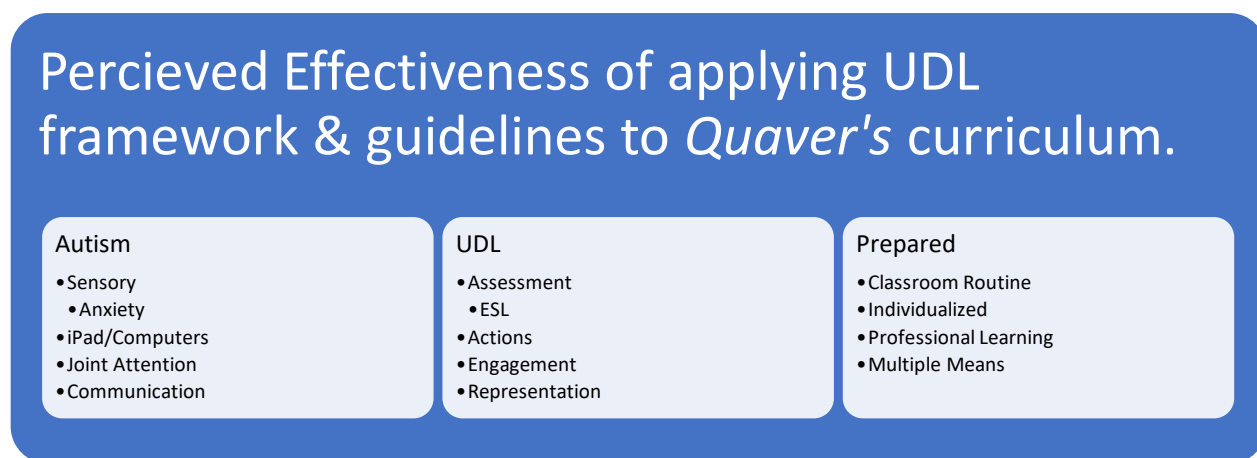 Percieved Effectiveness of applying UDL
framework & guidelines to Quaver's curriculum.
Autism
•Sensory
•Anxiety
•iPad/Computers
•Joint Attention
•Communication
UDL
•Assessment
•ESL
•Actions
•Engagement
•Representation
Prepared
•Classroom Routine
•Individualized
•Professional Learning
•Multiple Means